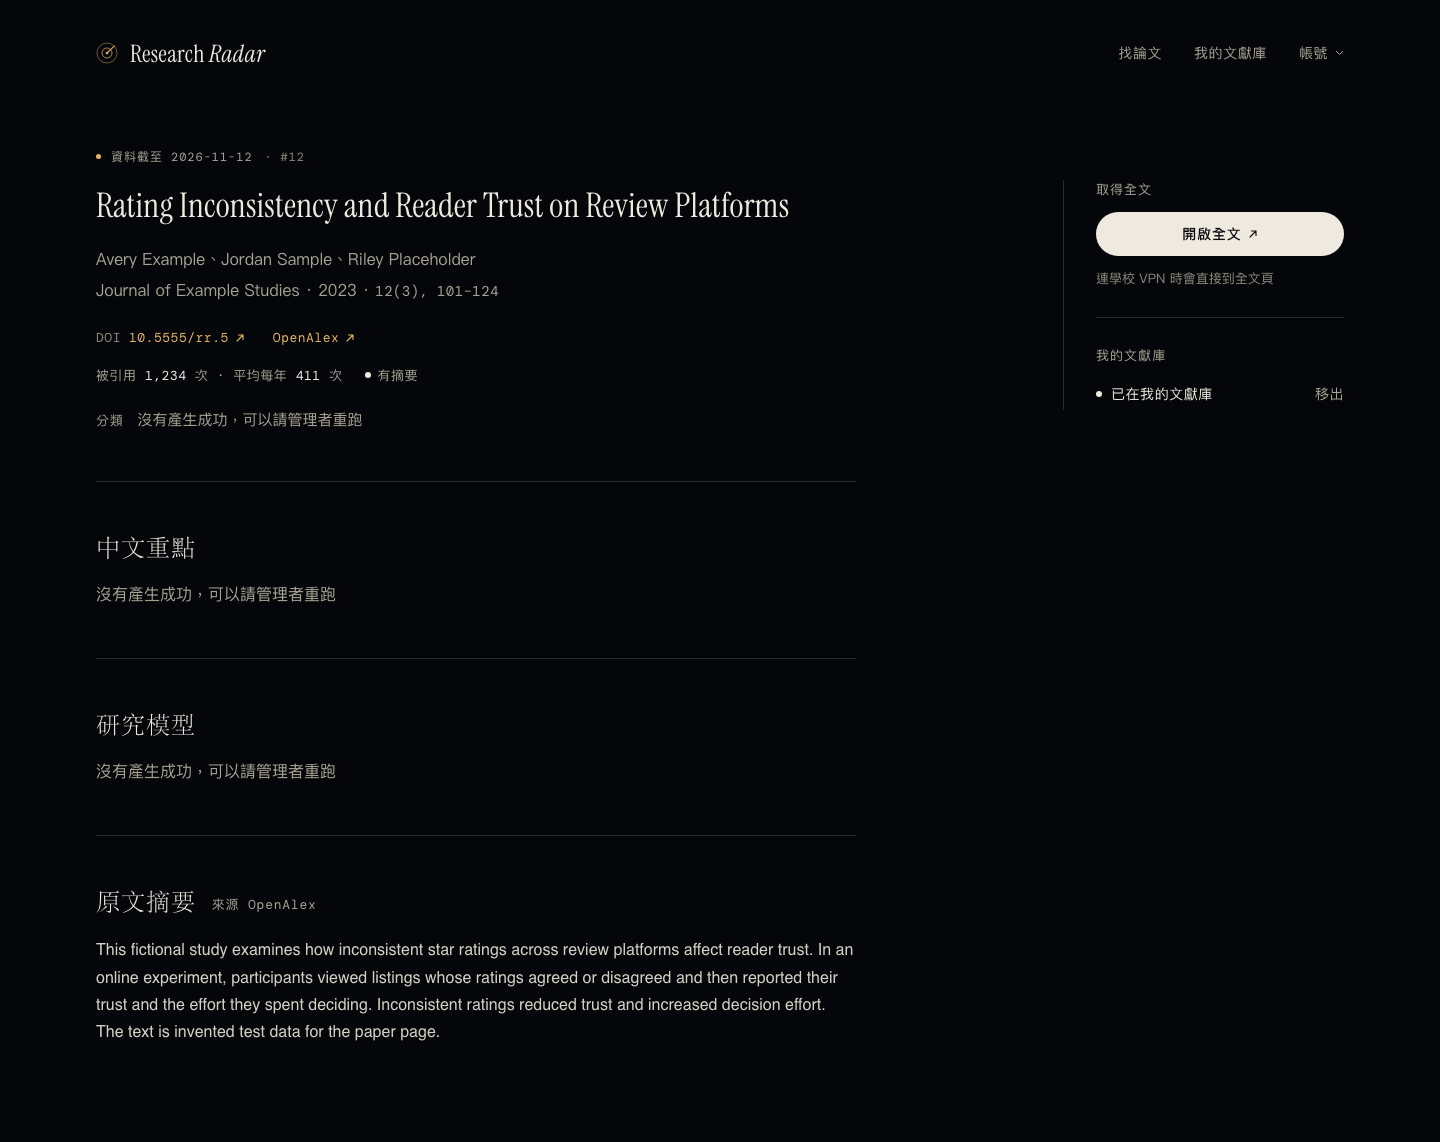 Research Radar
找論文 我的文獻庫 帳號
資料截至 2026-11-12 · #12
Rating Inconsistency and Reader Trust on Review Platforms
Avery Example、Jordan Sample、Riley Placeholder
Journal of Example Studies · 2023 · 12(3), 101–124
DOI 10.5555/rr.5 ↗ OpenAlex ↗
被引用 1,234 次 · 平均每年 411 次 有摘要
分類 沒有產生成功，可以請管理者重跑
取得全文
開啟全文 ↗
連學校 VPN 時會直接到全文頁
我的文獻庫
已在我的文獻庫 移出
中文重點
沒有產生成功，可以請管理者重跑
研究模型
沒有產生成功，可以請管理者重跑
原文摘要 來源 OpenAlex
This fictional study examines how inconsistent star ratings across review platforms affect reader trust. In an
online experiment, participants viewed listings whose ratings agreed or disagreed and then reported their
trust and the effort they spent deciding. Inconsistent ratings reduced trust and increased decision effort.
The text is invented test data for the paper page.